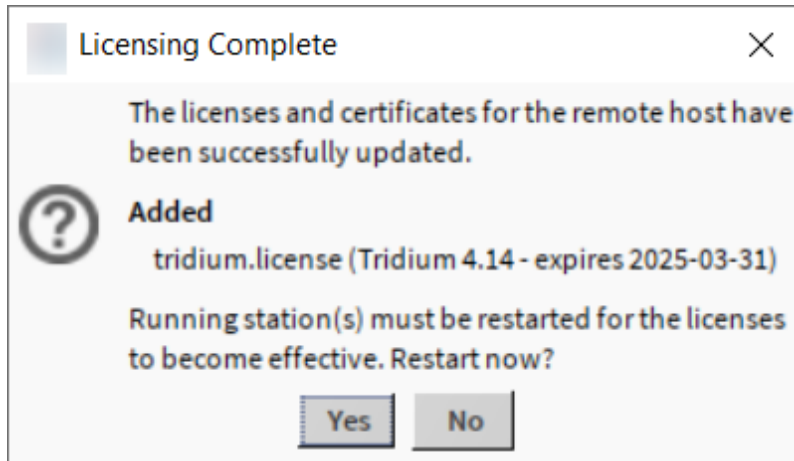 Licensing Complete
The licenses and certificates for the remote host have
been successfully updated.
Added
tridium.license (Tridium 4.14 - expires 2025-03-31)
Running station(s) must be restarted for the licenses
to become effective. Restart now?
Yes No